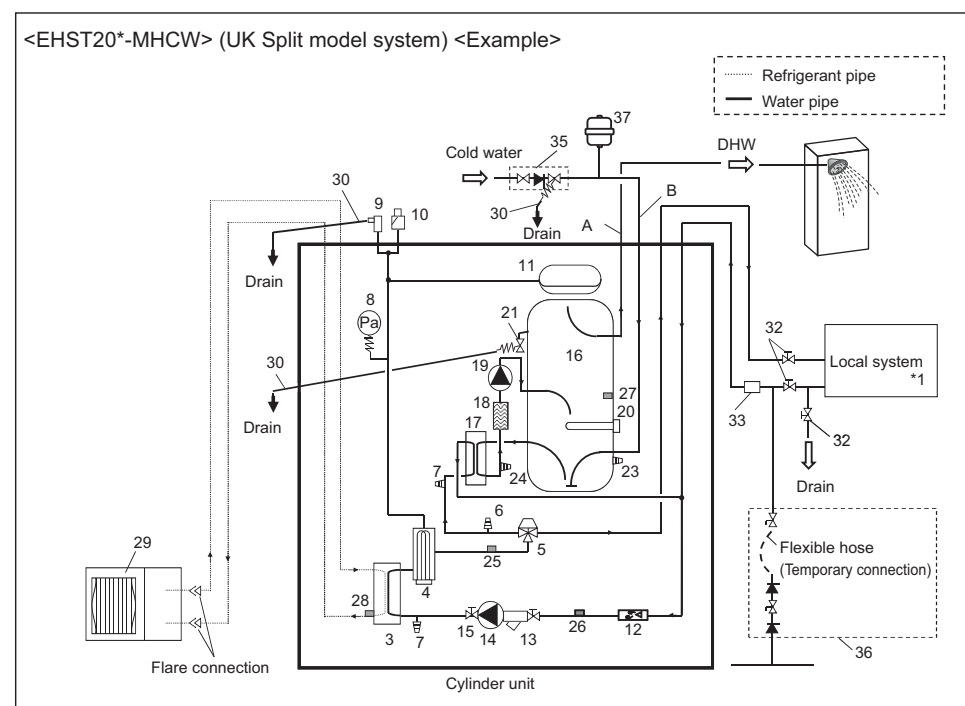 <EHST20*-MHCW> (UK Split model system) <Example>
Refrigerant pipe
Water pipe
37
DHW
35
Cold water
30
9
10
30
Drain
A
B
Drain
11
8
Pa
21
16
32
Local system
*1
30
19
27
18
20
33
32
17
Drain
7
24
23
Drain
6
5
29
25
Flexible hose
(Temporary connection)
4
28
26
3
7
15
14
13
12
36
Flare connection
Cylinder unit